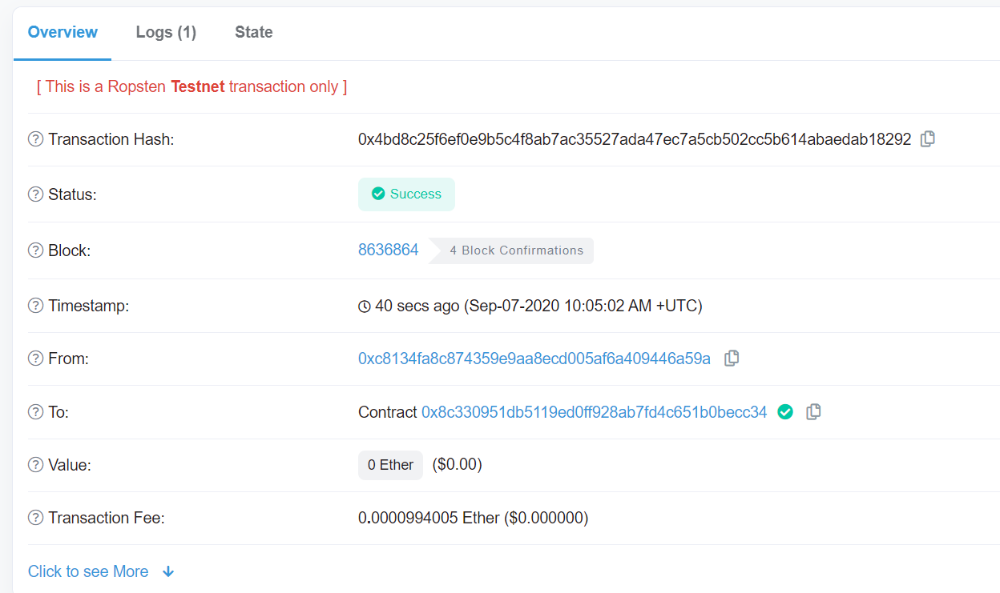 Overview Logs (1) State
[ This is a Ropsten Testnet transaction only ]
Transaction Hash: 0x4bd8c25f6ef0e9b5c4f8ab7ac35527ada47ec7a5cb502cc5b614abaedab18292
Status: Success
Block: 8636864 4 Block Confirmations
Timestamp: 40 secs ago (Sep-07-2020 10:05:02 AM +UTC)
From: 0xc8134fa8c874359e9aa8ecd005af6a409446a59a
To: Contract 0x8c330951db5119ed0ff928ab7fd4c651b0becc34
Value: 0 Ether ($0.00)
Transaction Fee: 0.0000994005 Ether ($0.000000)
Click to see More